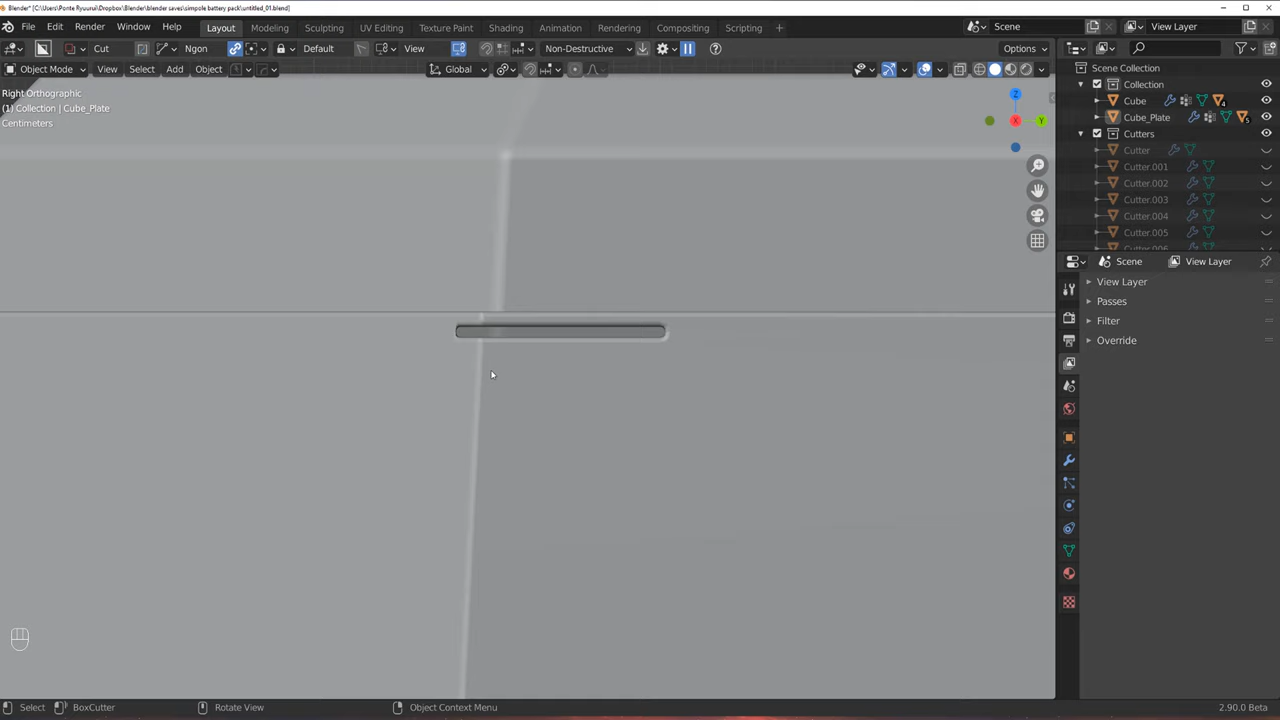 Blender* [C:\Users\Ponte Ryuurui\Dropbox\Blender\blender saves\simpole battery pack\untitled_01.blend]
File Edit Render Window Help Layout Modeling Sculpting UV Editing Texture Paint Shading Animation Rendering Compositing Scripting + Scene View Layer
Cut Ngon Default View Non-Destructive Options
Object Mode View Select Add Object Global
Right Orthographic
(1) Collection | Cube_Plate
Centimeters
Z
X
Y
Scene Collection
Collection
Cube 4
Cube_Plate 5
Cutters
Cutter
Cutter.001
Cutter.002
Cutter.003
Cutter.004
Cutter.005
Cutter.006
Scene View Layer
View Layer
Passes
Filter
Override
Select BoxCutter Rotate View Object Context Menu 2.90.0 Beta